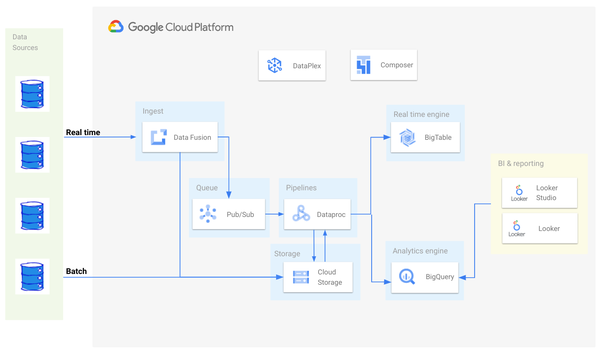 Data
Sources
Google Cloud Platform
DataPlex
Composer
Ingest
Data Fusion
Real time
Real time engine
BigTable
BI & reporting
Looker
Looker
Studio
Looker
Looker
Queue
Pub/Sub
Pipelines
Dataproc
Storage
Cloud
Storage
Analytics engine
BigQuery
Batch